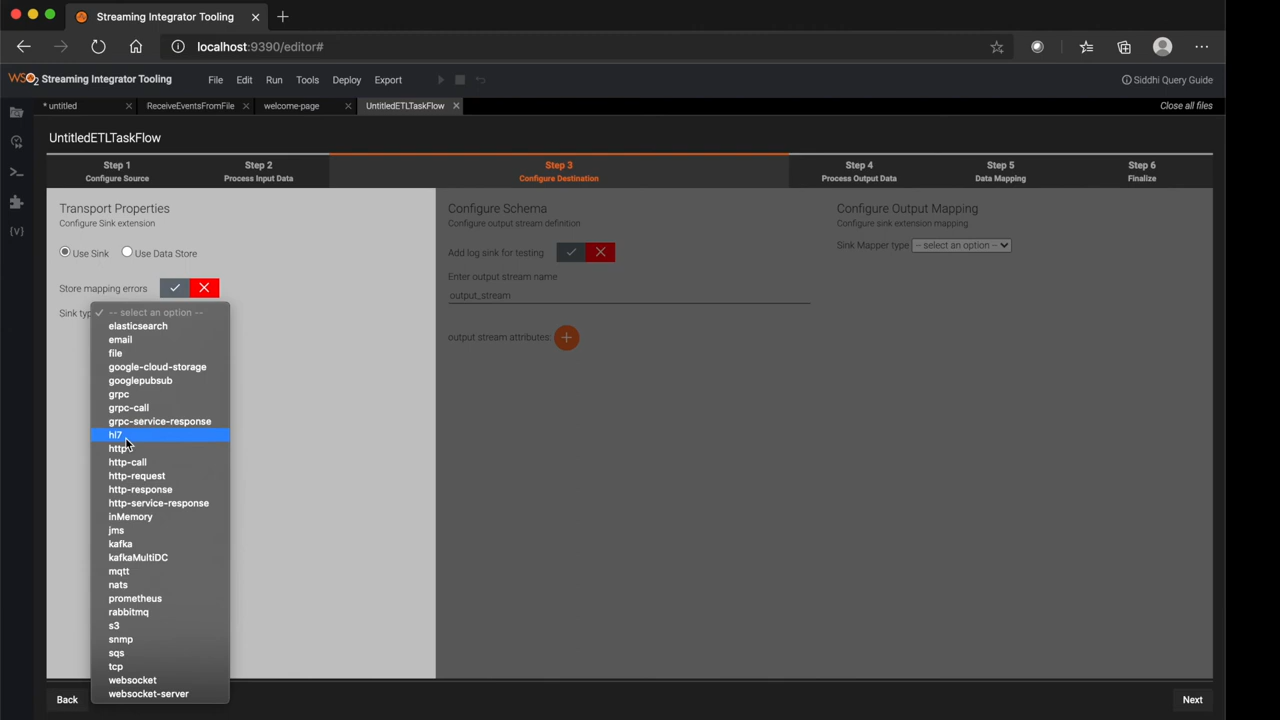 Streaming Integrator Tooling
localhost:9390/editor#
WSO2 Streaming Integrator Tooling File Edit Run Tools Deploy Export Siddhi Query Guide
* untitled ReceiveEventsFromFile welcome-page UntitledETLTaskFlow Close all files
UntitledETLTaskFlow
Step 1
Configure Source
Step 2
Process Input Data
Step 3
Configure Destination
Step 4
Process Output Data
Step 5
Data Mapping
Step 6
Finalize
Transport Properties
Configure Sink extension
Use Sink Use Data Store
Store mapping errors
Sink typ
-- select an option --
elasticsearch
email
file
google-cloud-storage
googlepubsub
grpc
grpc-call
grpc-service-response
hl7
http
http-call
http-request
http-response
http-service-response
inMemory
jms
kafka
kafkaMultiDC
mqtt
nats
prometheus
rabbitmq
s3
snmp
sqs
tcp
websocket
websocket-server
Configure Schema
Configure output stream definition
Add log sink for testing
Enter output stream name
output_stream
output stream attributes:
Configure Output Mapping
Configure sink extension mapping
Sink Mapper type -- select an option --
Back
Next